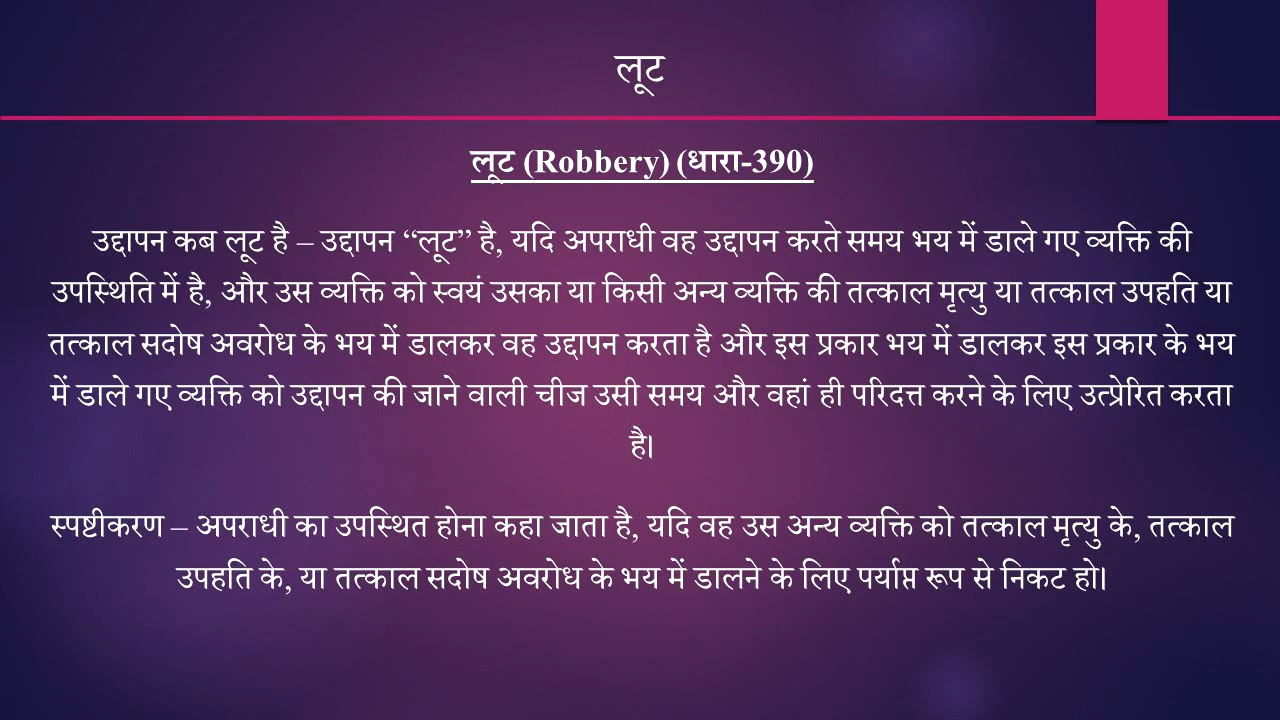 लूट
लूट (Robbery) (धारा-390)
उद्दापन कब लूट है – उद्दापन “लूट” है, यदि अपराधी वह उद्दापन करते समय भय में डाले गए व्यक्ति की
उपस्थिति में है, और उस व्यक्ति को स्वयं उसका या किसी अन्य व्यक्ति की तत्काल मृत्यु या तत्काल उपहति या
तत्काल सदोष अवरोध के भय में डालकर वह उद्दापन करता है और इस प्रकार भय में डालकर इस प्रकार के भय
में डाले गए व्यक्ति को उद्दापन की जाने वाली चीज उसी समय और वहां ही परिदत्त करने के लिए उत्प्रेरित करता
है।
स्पष्टीकरण – अपराधी का उपस्थित होना कहा जाता है, यदि वह उस अन्य व्यक्ति को तत्काल मृत्यु के, तत्काल
उपहति के, या तत्काल सदोष अवरोध के भय में डालने के लिए पर्याप्त रूप से निकट हो।